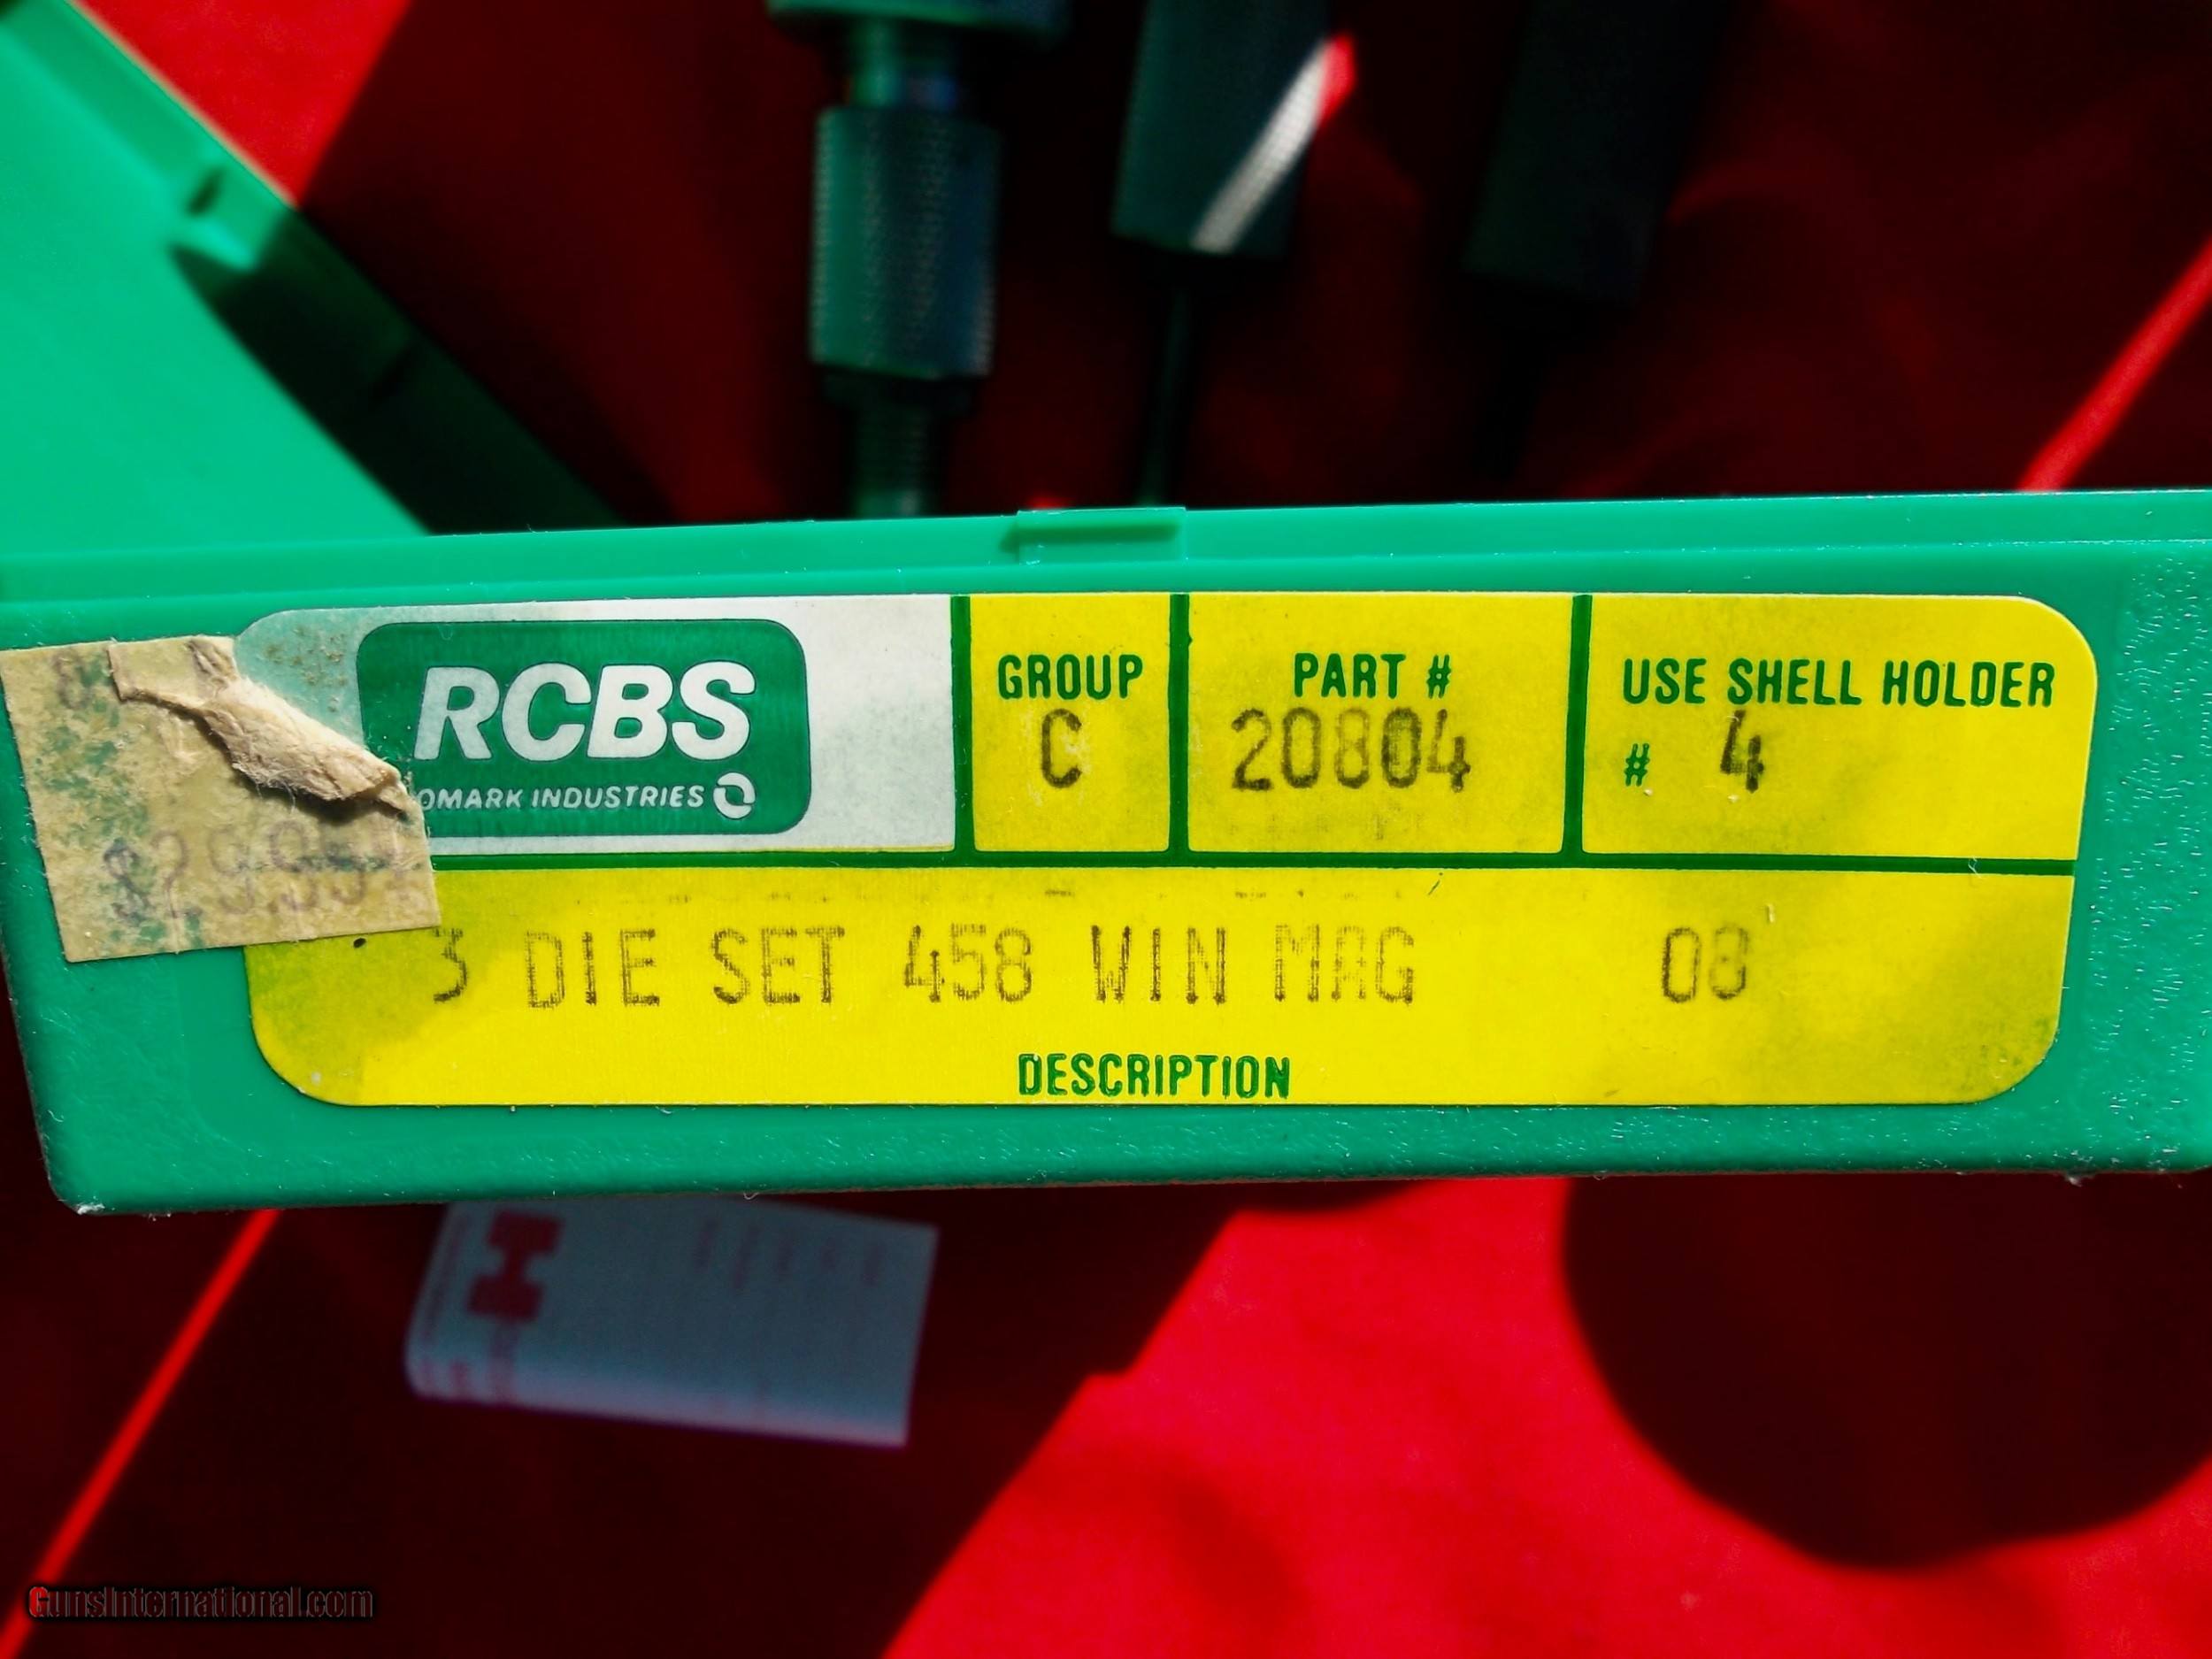 RCBS
OMARK INDUSTRIES
GROUP
C
PART #
20804
USE SHELL HOLDER
# 4
3 DIE SET 458 WIN MAG 08
DESCRIPTION
GunsInternational.com